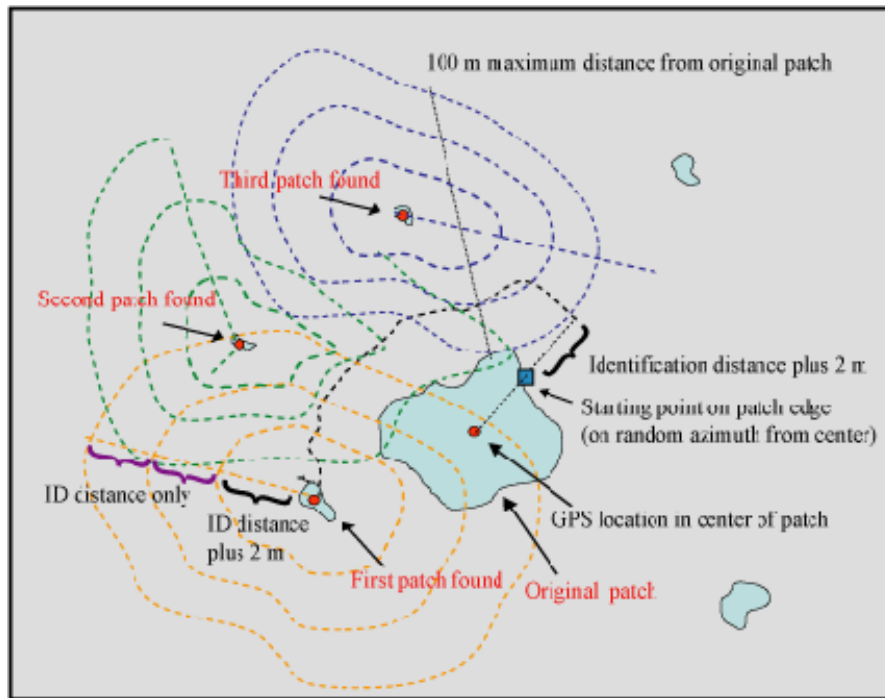 100 m maximum distance from original patch
Third patch found
Second patch found
Identification distance plus 2 m
Starting point on patch edge
(on random azimuth from center)
ID distance only
ID distance
plus 2 m
GPS location in center of patch
First patch found
Original patch